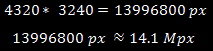 4320 * 3240 = 13996800 px
13996800 px ≈ 14.1 Mpx